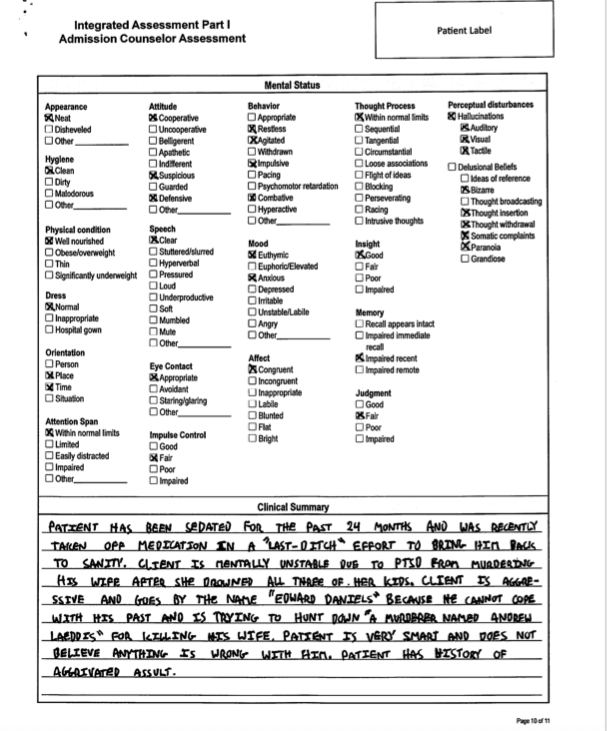 Integrated Assessment Part I
Admission Counselor Assessment
Patient Label
Mental Status
Appearance
Neat
Disheveled
Other
Hygiene
Clean
Dirty
Malodorous
Other
Physical condition
Well nourished
Obese/overweight
Thin
Significantly underweight
Dress
Normal
Inappropriate
Hospital gown
Orientation
Person
Place
Time
Situation
Attention Span
Within normal limits
Limited
Easily distracted
Impaired
Other
Attitude
Cooperative
Uncooperative
Belligerent
Apathetic
Indifferent
Suspicious
Guarded
Defensive
Other
Speech
Clear
Stuttered/slurred
Hyperverbal
Pressured
Loud
Underproductive
Soft
Mumbled
Mute
Other
Eye Contact
Appropriate
Avoidant
Staring/glaring
Other
Impulse Control
Good
Fair
Poor
Impaired
Behavior
Appropriate
Restless
Agitated
Withdrawn
Impulsive
Pacing
Psychomotor retardation
Combative
Hyperactive
Other
Mood
Euthymic
Euphoric/Elevated
Anxious
Depressed
Irritable
Unstable/Labile
Angry
Other
Affect
Congruent
Incongruent
Inappropriate
Labile
Blunted
Flat
Bright
Thought Process
Within normal limits
Sequential
Tangential
Circumstantial
Loose associations
Flight of ideas
Blocking
Perseverating
Racing
Intrusive thoughts
Insight
Good
Fair
Poor
Impaired
Memory
Recall appears intact
Impaired immediate
recall
Impaired recent
Impaired remote
Judgment
Good
Fair
Poor
Impaired
Perceptual disturbances
Hallucinations
Auditory
Visual
Tactile
Delusional Beliefs
Ideas of reference
Bizarre
Thought broadcasting
Thought insertion
Thought withdrawal
Somatic complaints
Paranoia
Grandiose
Clinical Summary
PATIENT HAS BEEN SEDATED FOR THE PAST 24 MONTHS AND WAS RECENTLY
TAKEN OFF MEDICATION IN A "LAST-DITCH" EFFORT TO BRING HIM BACK
TO SANITY. CLIENT IS MENTALLY UNSTABLE DUE TO PTSD FROM MURDERING
HIS WIFE AFTER SHE DROWNED ALL THREE OF HER KIDS. CLIENT IS AGGRE-
SSIVE AND GOES BY THE NAME "EDWARD DANIELS" BECAUSE HE CANNOT COPE
WITH HIS PAST AND IS TRYING TO HUNT DOWN "A MURDERER NAMED ANDREW
LAEDDIS" FOR KILLING HIS WIFE. PATIENT IS VERY SMART AND DOES NOT
BELIEVE ANYTHING IS WRONG WITH HIM. PATIENT HAS HISTORY OF
AGGRIVATED ASSULT.
Page 10 of 11